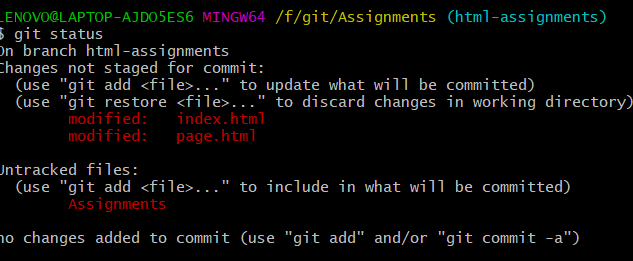 LENOVO@LAPTOP-AJDO5ES6 MINGW64 /f/git/Assignments (html-assignments)
$ git status
On branch html-assignments
Changes not staged for commit:
(use "git add <file>..." to update what will be committed)
(use "git restore <file>..." to discard changes in working directory)
modified: index.html
modified: page.html
Untracked files:
(use "git add <file>..." to include in what will be committed)
Assignments
no changes added to commit (use "git add" and/or "git commit -a")